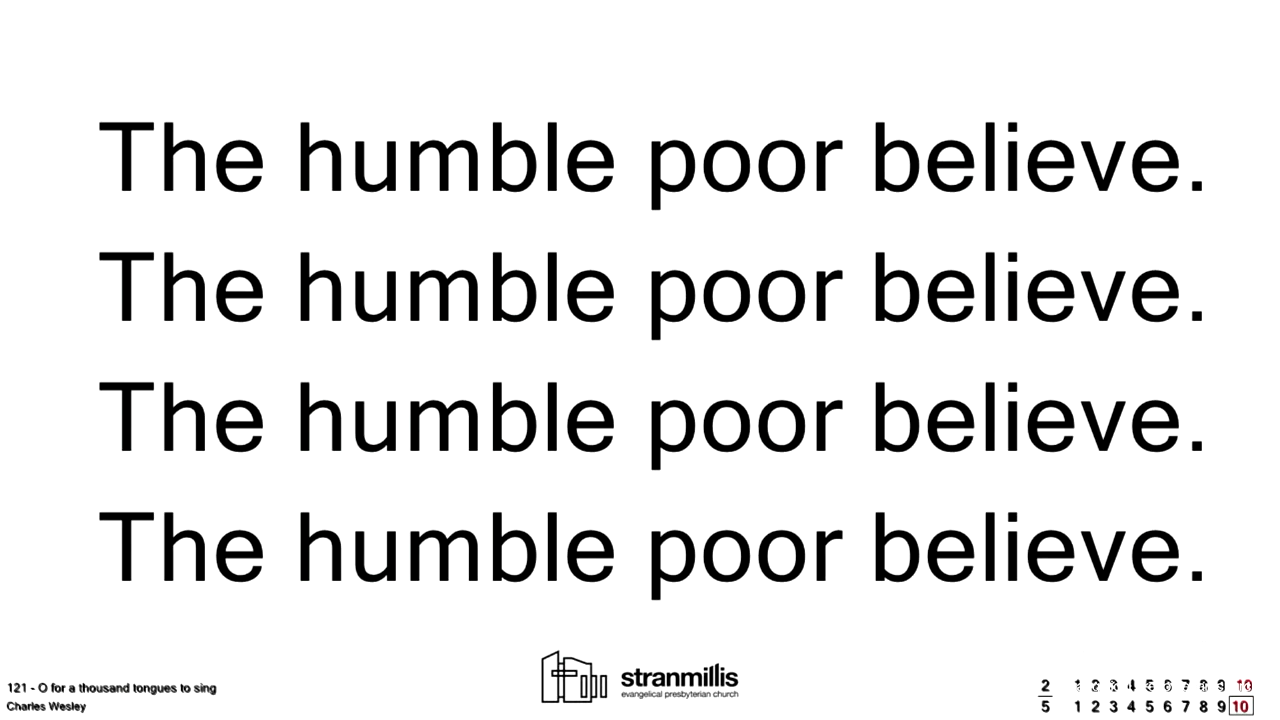 The humble poor believe.
The humble poor believe.
The humble poor believe.
The humble poor believe.
121 - O for a thousand tongues to sing
Charles Wesley
stranmillis
evangelical presbyterian church
2 1 2 3 4 5 6 7 8 9 10
5 1 2 3 4 5 6 7 8 9 10